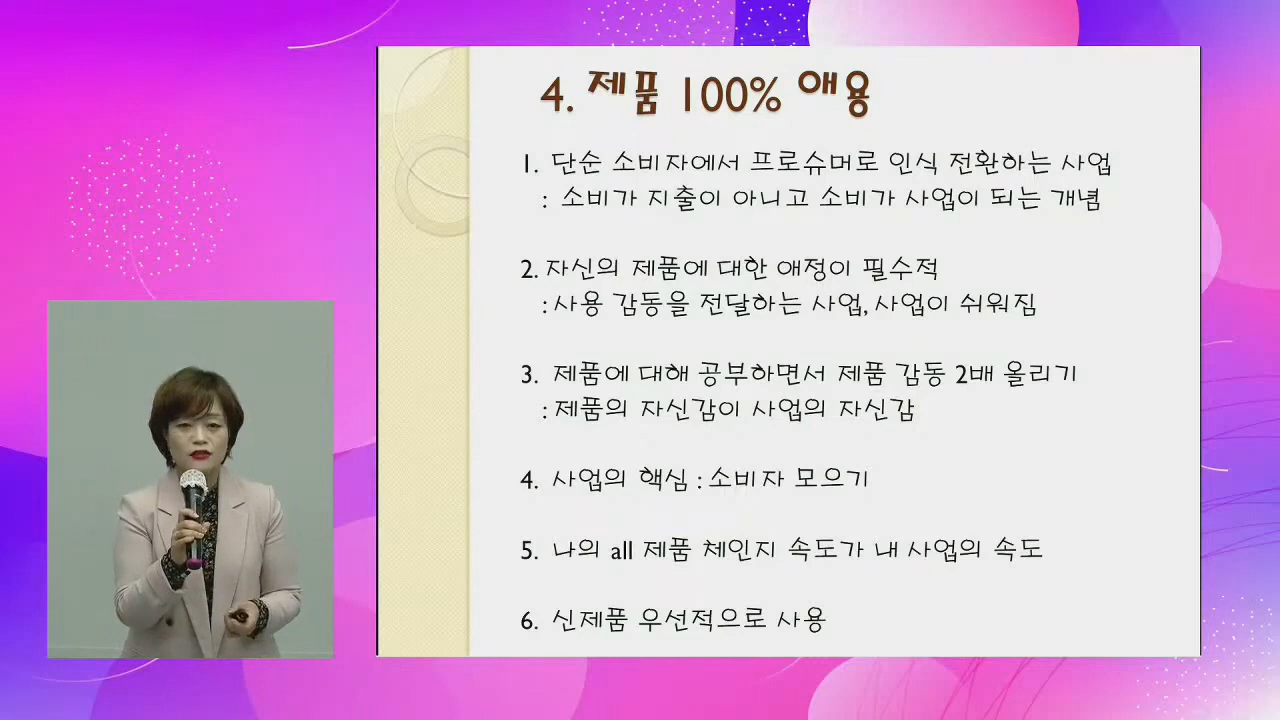 4. 제품 100% 애용
1. 단순 소비자에서 프로슈머로 인식 전환하는 사업
: 소비가 지출이 아니고 소비가 사업이 되는 개념
2. 자신의 제품에 대한 애정이 필수적
: 사용 감동을 전달하는 사업, 사업이 쉬워짐
3. 제품에 대해 공부하면서 제품 감동 2배 올리기
: 제품의 자신감이 사업의 자신감
4. 사업의 핵심 : 소비자 모으기
5. 나의 all 제품 체인지 속도가 내 사업의 속도
6. 신제품 우선적으로 사용